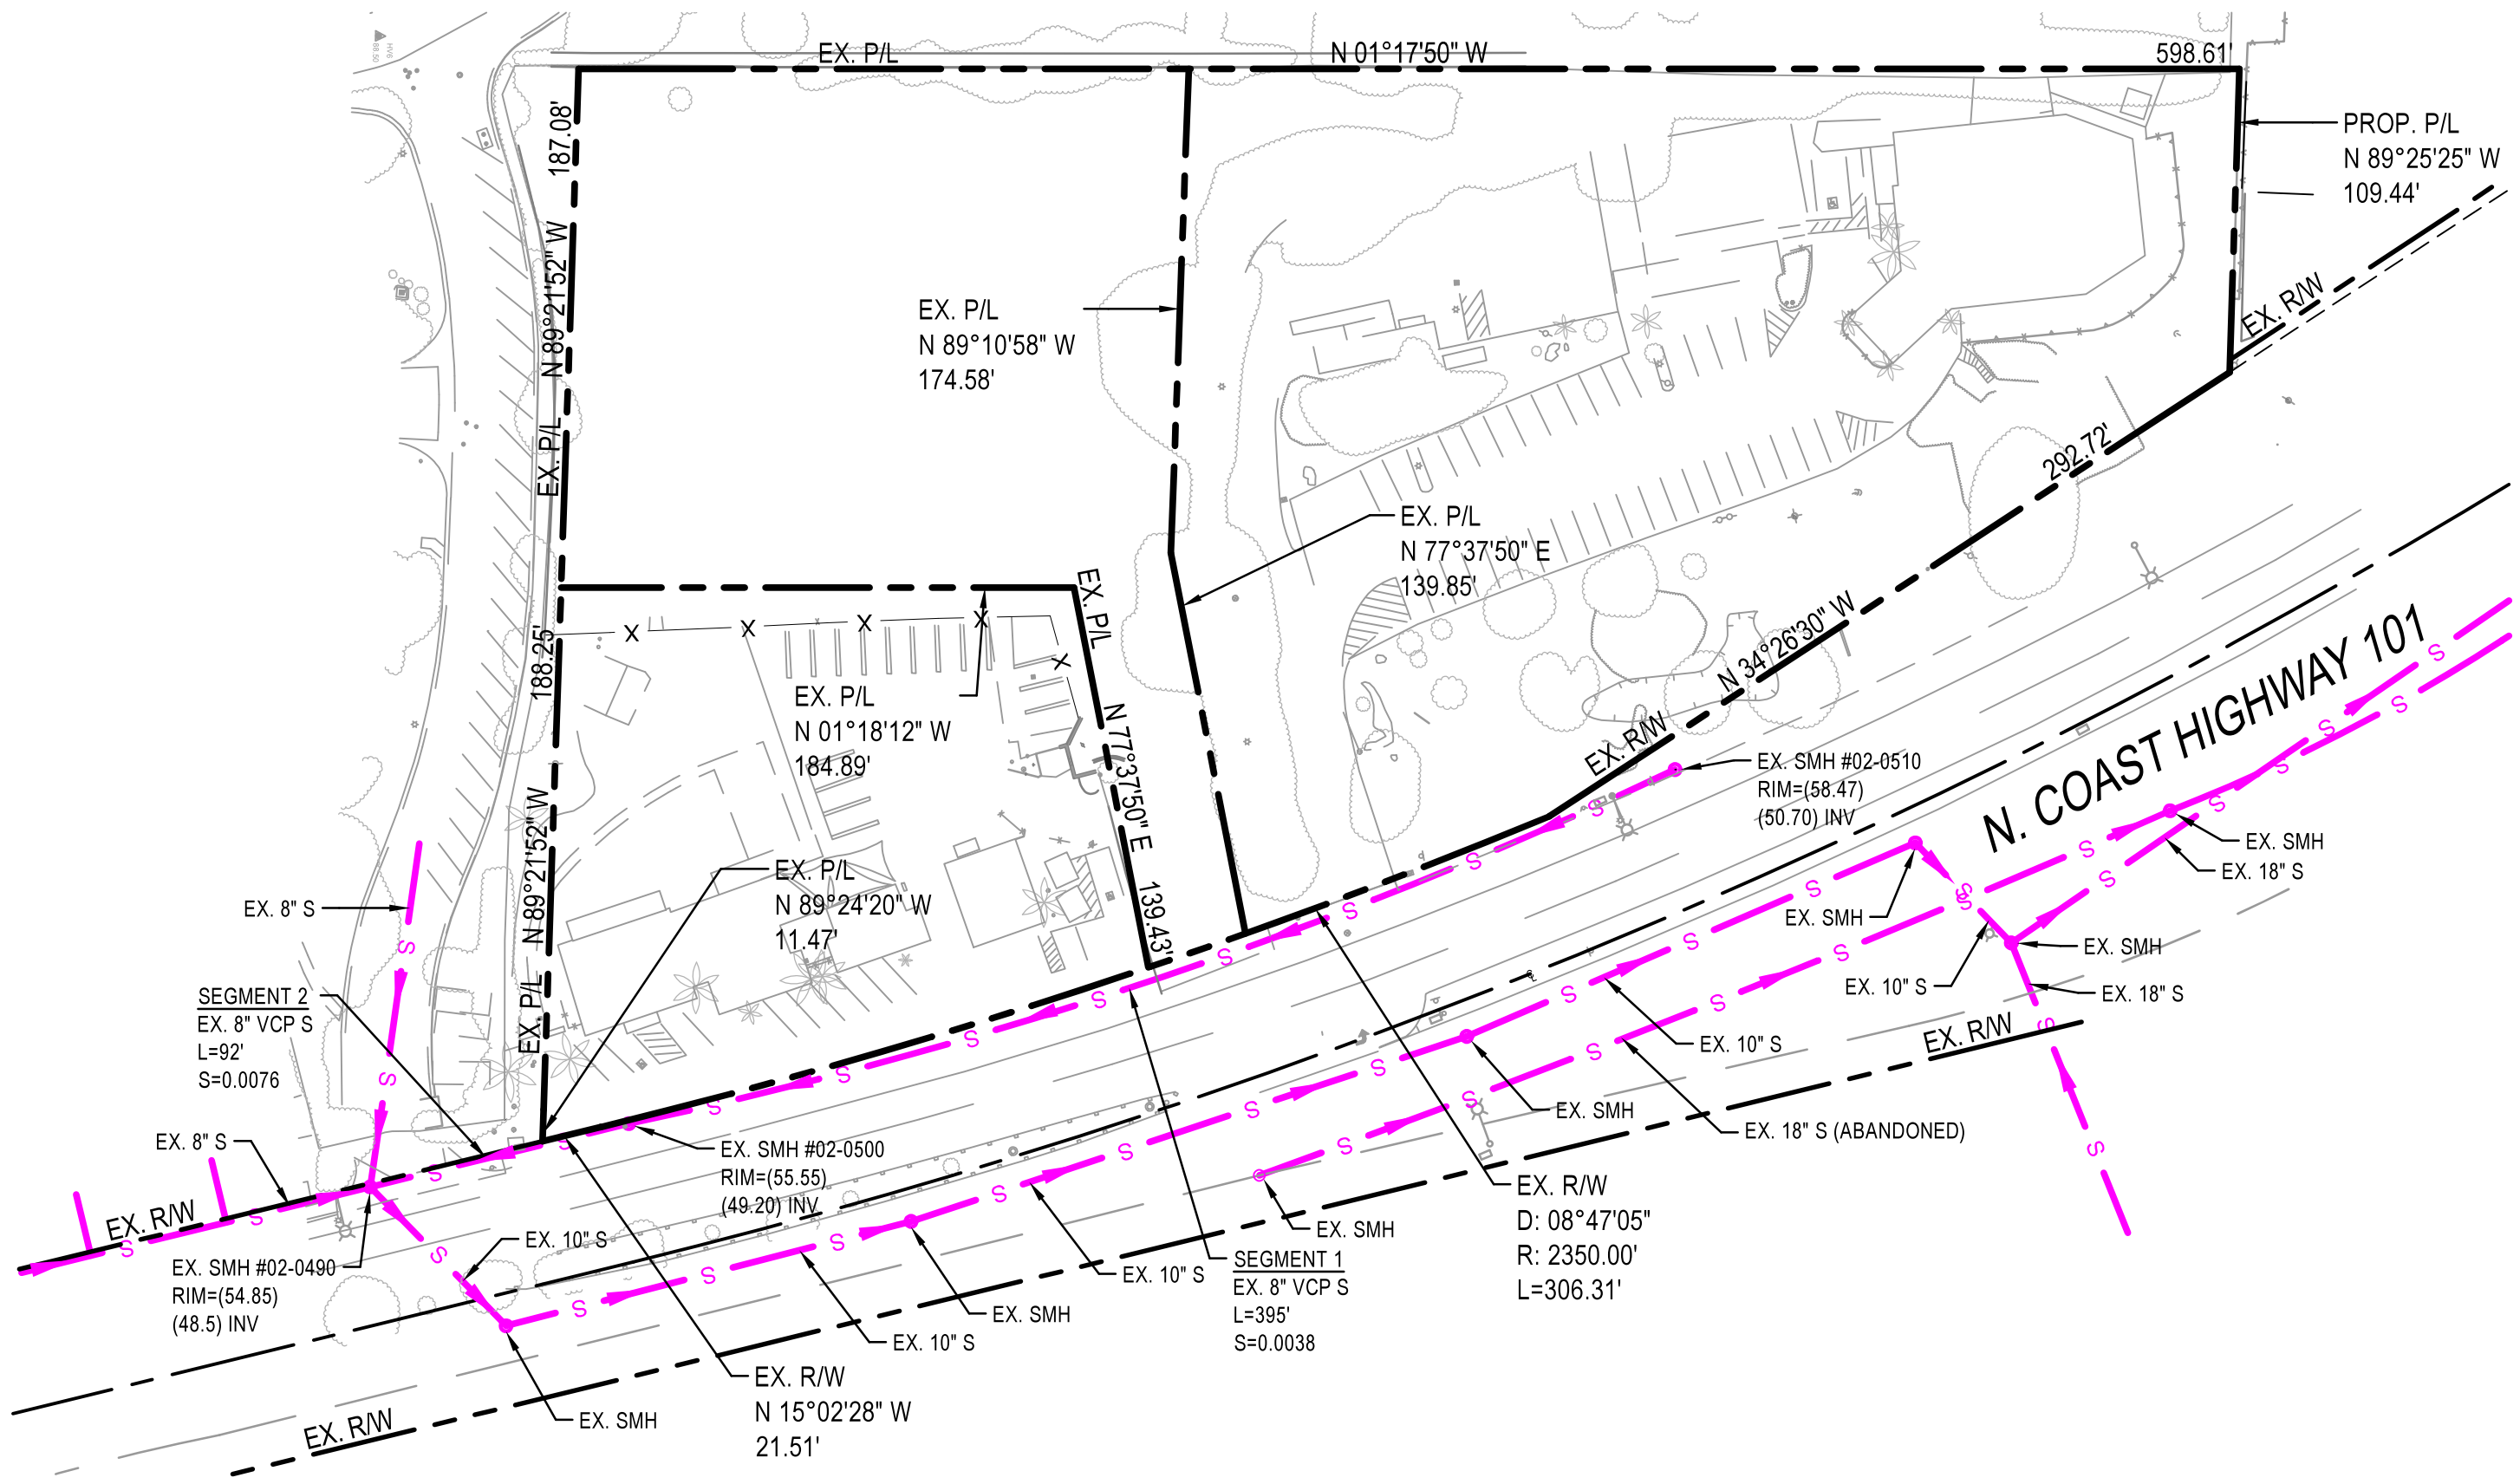 EX. P/L
N 01°17'50" W
598.61'
HV6
88.50
187.08'
N 89°21'52" W
EX. P/L
PROP. P/L
N 89°25'25" W
109.44'
EX. R/W
EX. P/L
N 89°10'58" W
174.58'
292.72'
EX. P/L
N 77°37'50" E
139.85'
N 34°26'30" W
EX. R/W
EX. P/L
N 77°37'50" E
139.43'
188.25'
N 89°21'52" W
EX. P/L
X X X X X
EX. P/L
N 01°18'12" W
184.89'
EX. P/L
N 89°24'20" W
11.47'
EX. SMH #02-0510
RIM=(58.47)
(50.70) INV
N. COAST HIGHWAY 101
EX. SMH
EX. 18" S
EX. SMH
EX. SMH
EX. 10" S
EX. 18" S
EX. 8" S
SEGMENT 2
EX. 8" VCP S
L=92'
S=0.0076
EX. 8" S
EX. R/W
EX. 10" S
EX. SMH
EX. 18" S (ABANDONED)
EX. SMH #02-0500
RIM=(55.55)
(49.20) INV
EX. R/W
EX. SMH #02-0490
RIM=(54.85)
(48.5) INV
EX. 10" S
EX. SMH
EX. R/W
D: 08°47'05"
R: 2350.00'
L=306.31'
EX. 10" S
SEGMENT 1
EX. 8" VCP S
L=395'
S=0.0038
EX. SMH
EX. 10" S
EX. R/W
N 15°02'28" W
21.51'
EX. SMH
EX. R/W
S S S S S S S S S S S S S S S S S S S S S S S S S S S S S S S S S S S S S S S S S S